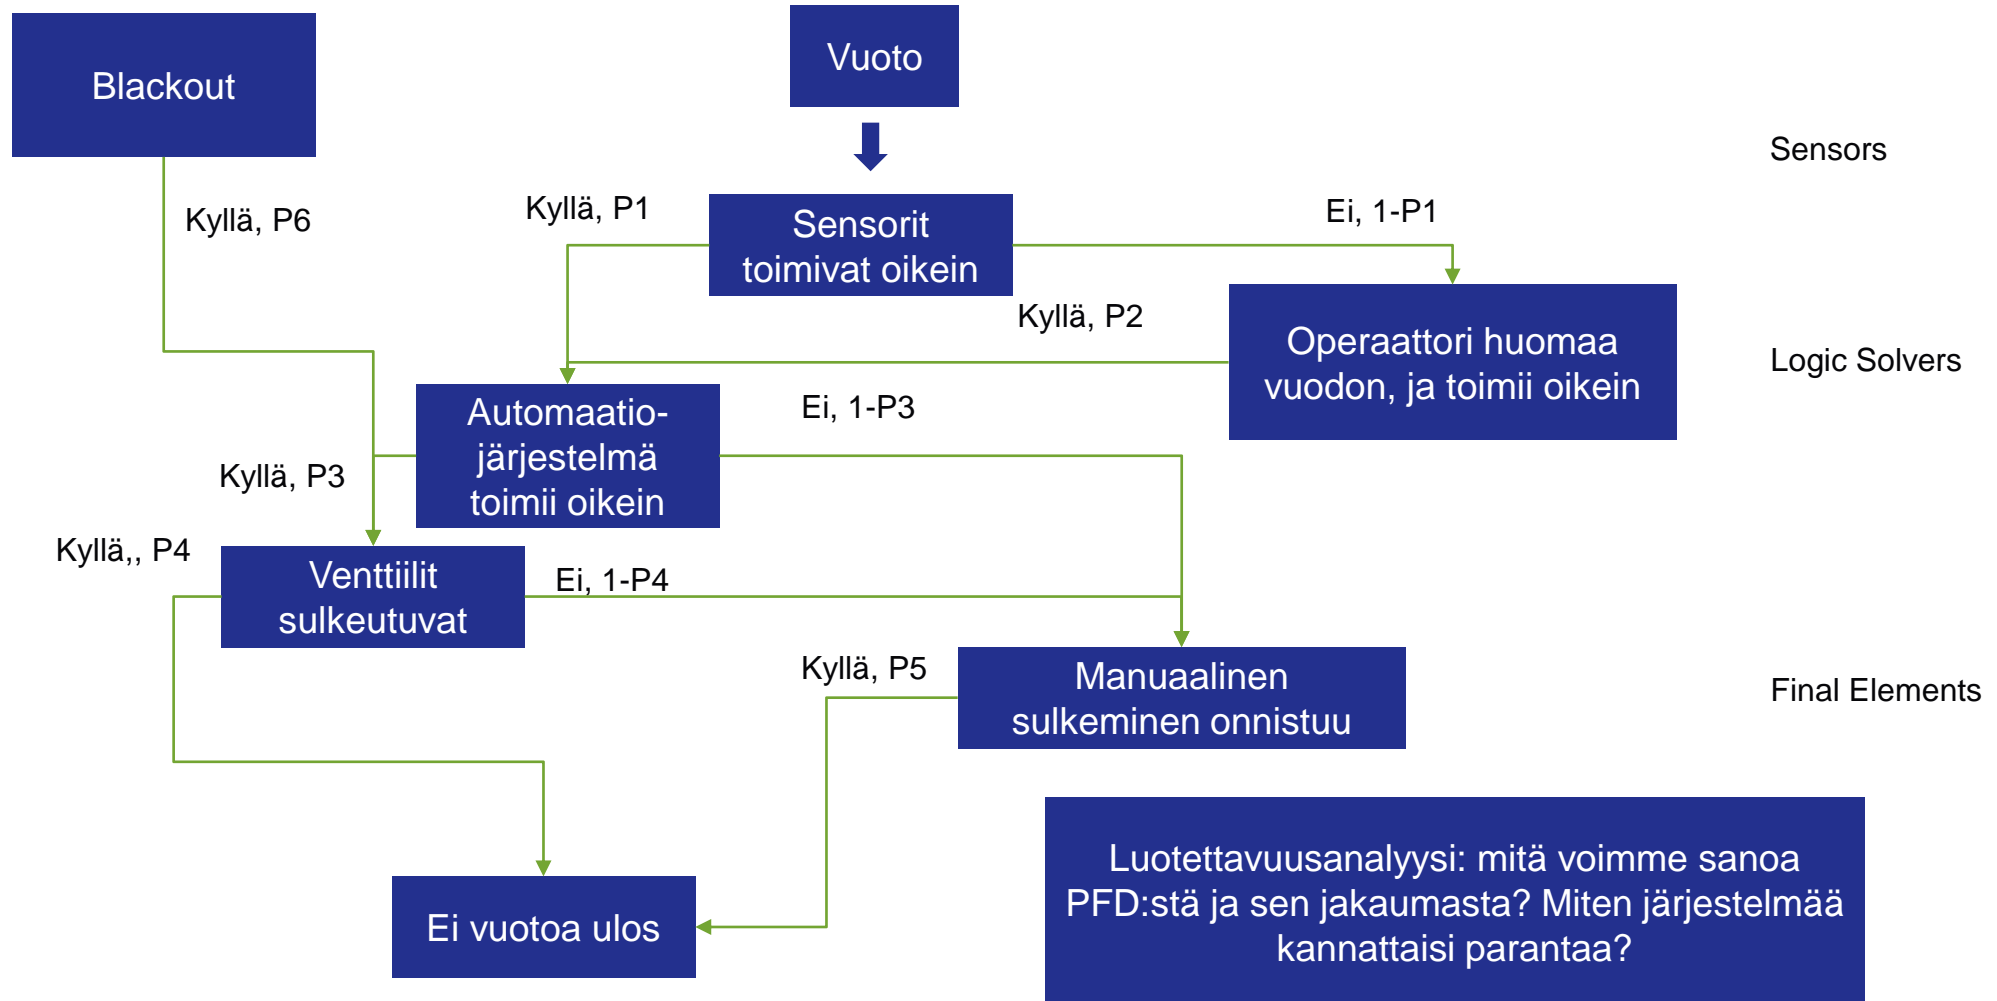 Blackout
Vuoto
Sensors
Kyllä, P6
Kyllä, P1
Sensorit
toimivat oikein
Ei, 1-P1
Kyllä, P2
Operaattori huomaa
vuodon, ja toimii oikein
Logic Solvers
Automaatio-
järjestelmä
toimii oikein
Ei, 1-P3
Kyllä, P3
Kyllä,, P4
Venttiilit
sulkeutuvat
Ei, 1-P4
Kyllä, P5
Manuaalinen
sulkeminen onnistuu
Final Elements
Ei vuotoa ulos
Luotettavuusanalyysi: mitä voimme sanoa
PFD:stä ja sen jakaumasta? Miten järjestelmää
kannattaisi parantaa?